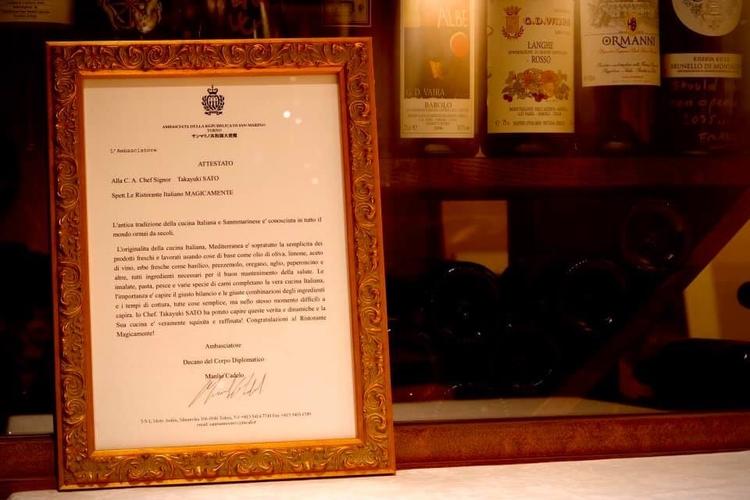 AMBASCIATA DELLA REPUBBLICA DI SAN MARINO
TOKYO
サンマリノ共和国大使館
L'Ambasciatore
ATTESTATO
Alla C. A. Chef Signor Takayuki SATO
Spett.Le Ristorante Italiano MAGICAMENTE
L'antica tradizione della cucina Italiana e Sanmmarinese e' conosciuta in tutto il
mondo ormai da secoli.
L'originalita della cucina Italiana, Mediterranea e' sopratutto la semplicita dei
prodotti freschi e lavorati usando cose di base come olio di oliva, limone, aceto
di vino, erbe fresche come basilico, prezzemolo, oregano, aglio, peperoncino e
altre, tutti ingredienti necessari per il buon mantenimento della salute. Le
insalate, pasta, pesce e varie specie di carni completano la vera cucina Italiana,
l'importanza e' capire il giusto bilancio e le giuste combinazioni degli ingredienti
e i tempi di cottura, tutte cose semplice, ma nello stesso momento difficili a
capire. lo Chef. Takayuki SATO ha potuto capire queste verita e dinamiche e la
Sua cucina e' veramente squisita e raffinata! Congratulazioni al Ristorante
Magicamente!
Ambasciatore
Decano del Corpo Diplomatico
Manlio Cadelo
ALBE
G.D. VAJRA
BAROLO
G.D. VAJRA
LANGHE
ROSSO
ORMANNI
BRUNELLO DI